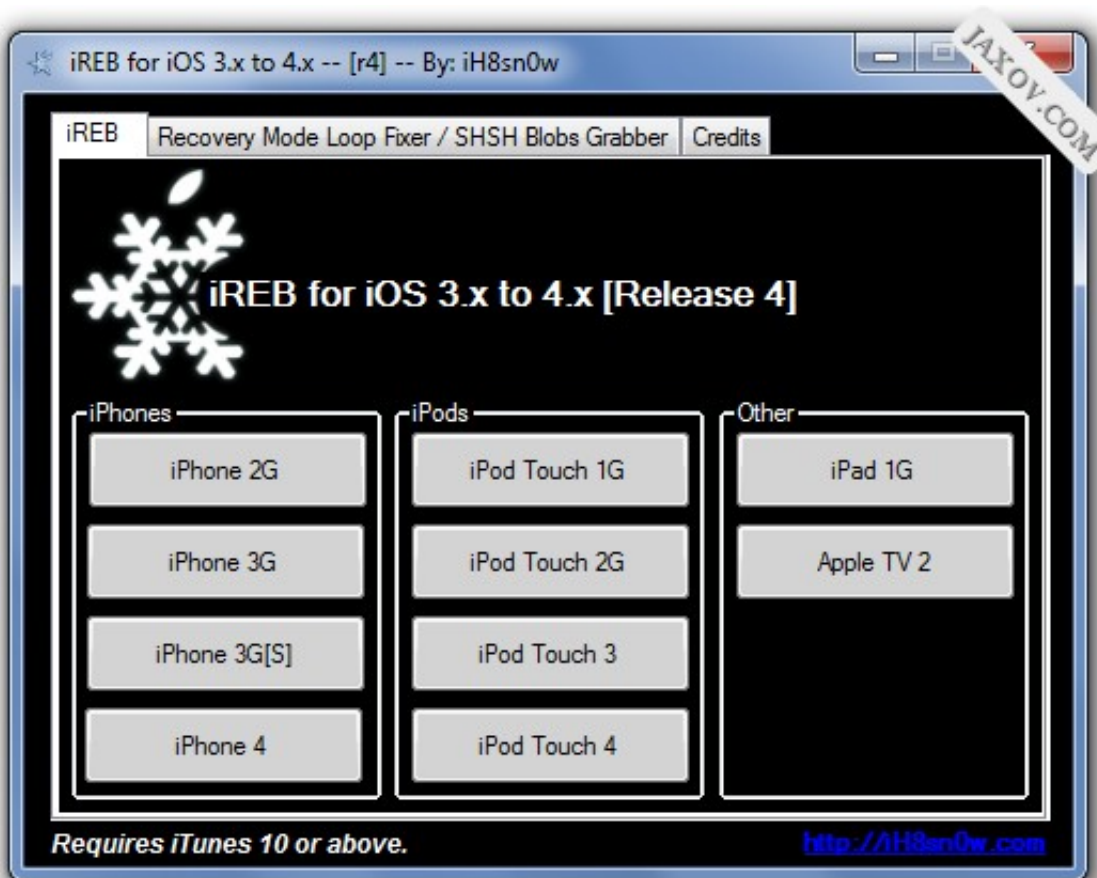 iREB for iOS 3.x to 4.x -- [r4] -- By: iH8sn0w
JAXOV.COM
iREB
Recovery Mode Loop Fixer / SHSH Blobs Grabber
Credits
iREB for iOS 3.x to 4.x [Release 4]
iPhones
iPhone 2G
iPhone 3G
iPhone 3G[S]
iPhone 4
iPods
iPod Touch 1G
iPod Touch 2G
iPod Touch 3
iPod Touch 4
Other
iPad 1G
Apple TV 2
Requires iTunes 10 or above.
http://iH8sn0w.com